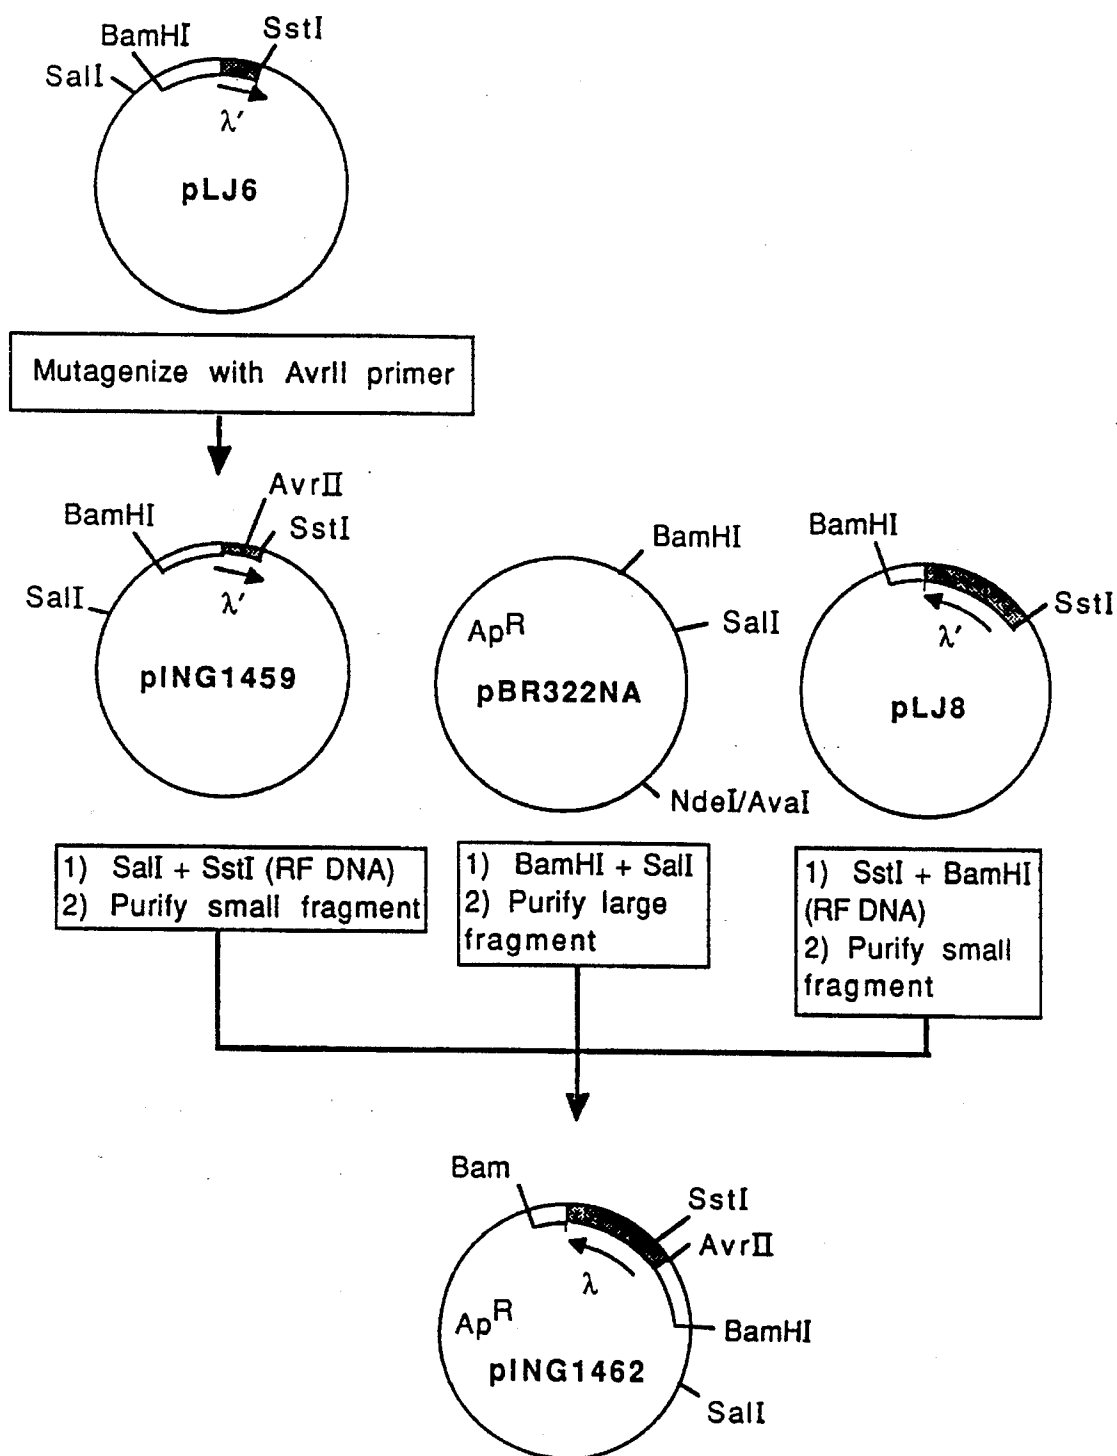 BamHI
SstI
SalI
λ′
pLJ6
Mutagenize with AvrII primer
AvrII
BamHI
SstI
SalI
λ′
pING1459
BamHI
ApR
SalI
pBR322NA
NdeI/AvaI
BamHI
SstI
λ′
pLJ8
1) SalI + SstI (RF DNA)
2) Purify small fragment
1) BamHI + SalI
2) Purify large
fragment
1) SstI + BamHI
(RF DNA)
2) Purify small
fragment
Bam
SstI
AvrII
λ
ApR
BamHI
pING1462
SalI